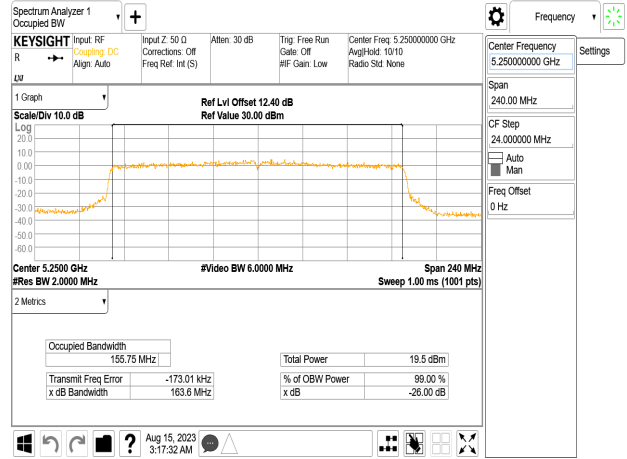 Spectrum Analyzer 1
Occupied BW
Frequency
KEYSIGHT
R
Input: RF
Coupling: DC
Align: Auto
Input Z: 50 Ω
Corrections: Off
Freq Ref: Int (S)
Atten: 30 dB
Trig: Free Run
Gate: Off
#IF Gain: Low
Center Freq: 5.250000000 GHz
Avg|Hold: 10/10
Radio Std: None
Center Frequency
5.250000000 GHz
Settings
Span
240.00 MHz
CF Step
24.000000 MHz
Auto
Man
Freq Offset
0 Hz
1 Graph
Scale/Div 10.0 dB
Ref Lvl Offset 12.40 dB
Ref Value 30.00 dBm
Log
20.0
10.0
0.00
-10.0
-20.0
-30.0
-40.0
-50.0
-60.0
Center 5.2500 GHz
#Res BW 2.0000 MHz
#Video BW 6.0000 MHz
Span 240 MHz
Sweep 1.00 ms (1001 pts)
2 Metrics
Occupied Bandwidth
155.75 MHz
Total Power 19.5 dBm
Transmit Freq Error -173.01 kHz
% of OBW Power 99.00 %
x dB Bandwidth 163.6 MHz
x dB -26.00 dB
?
Aug 15, 2023
3:17:32 AM